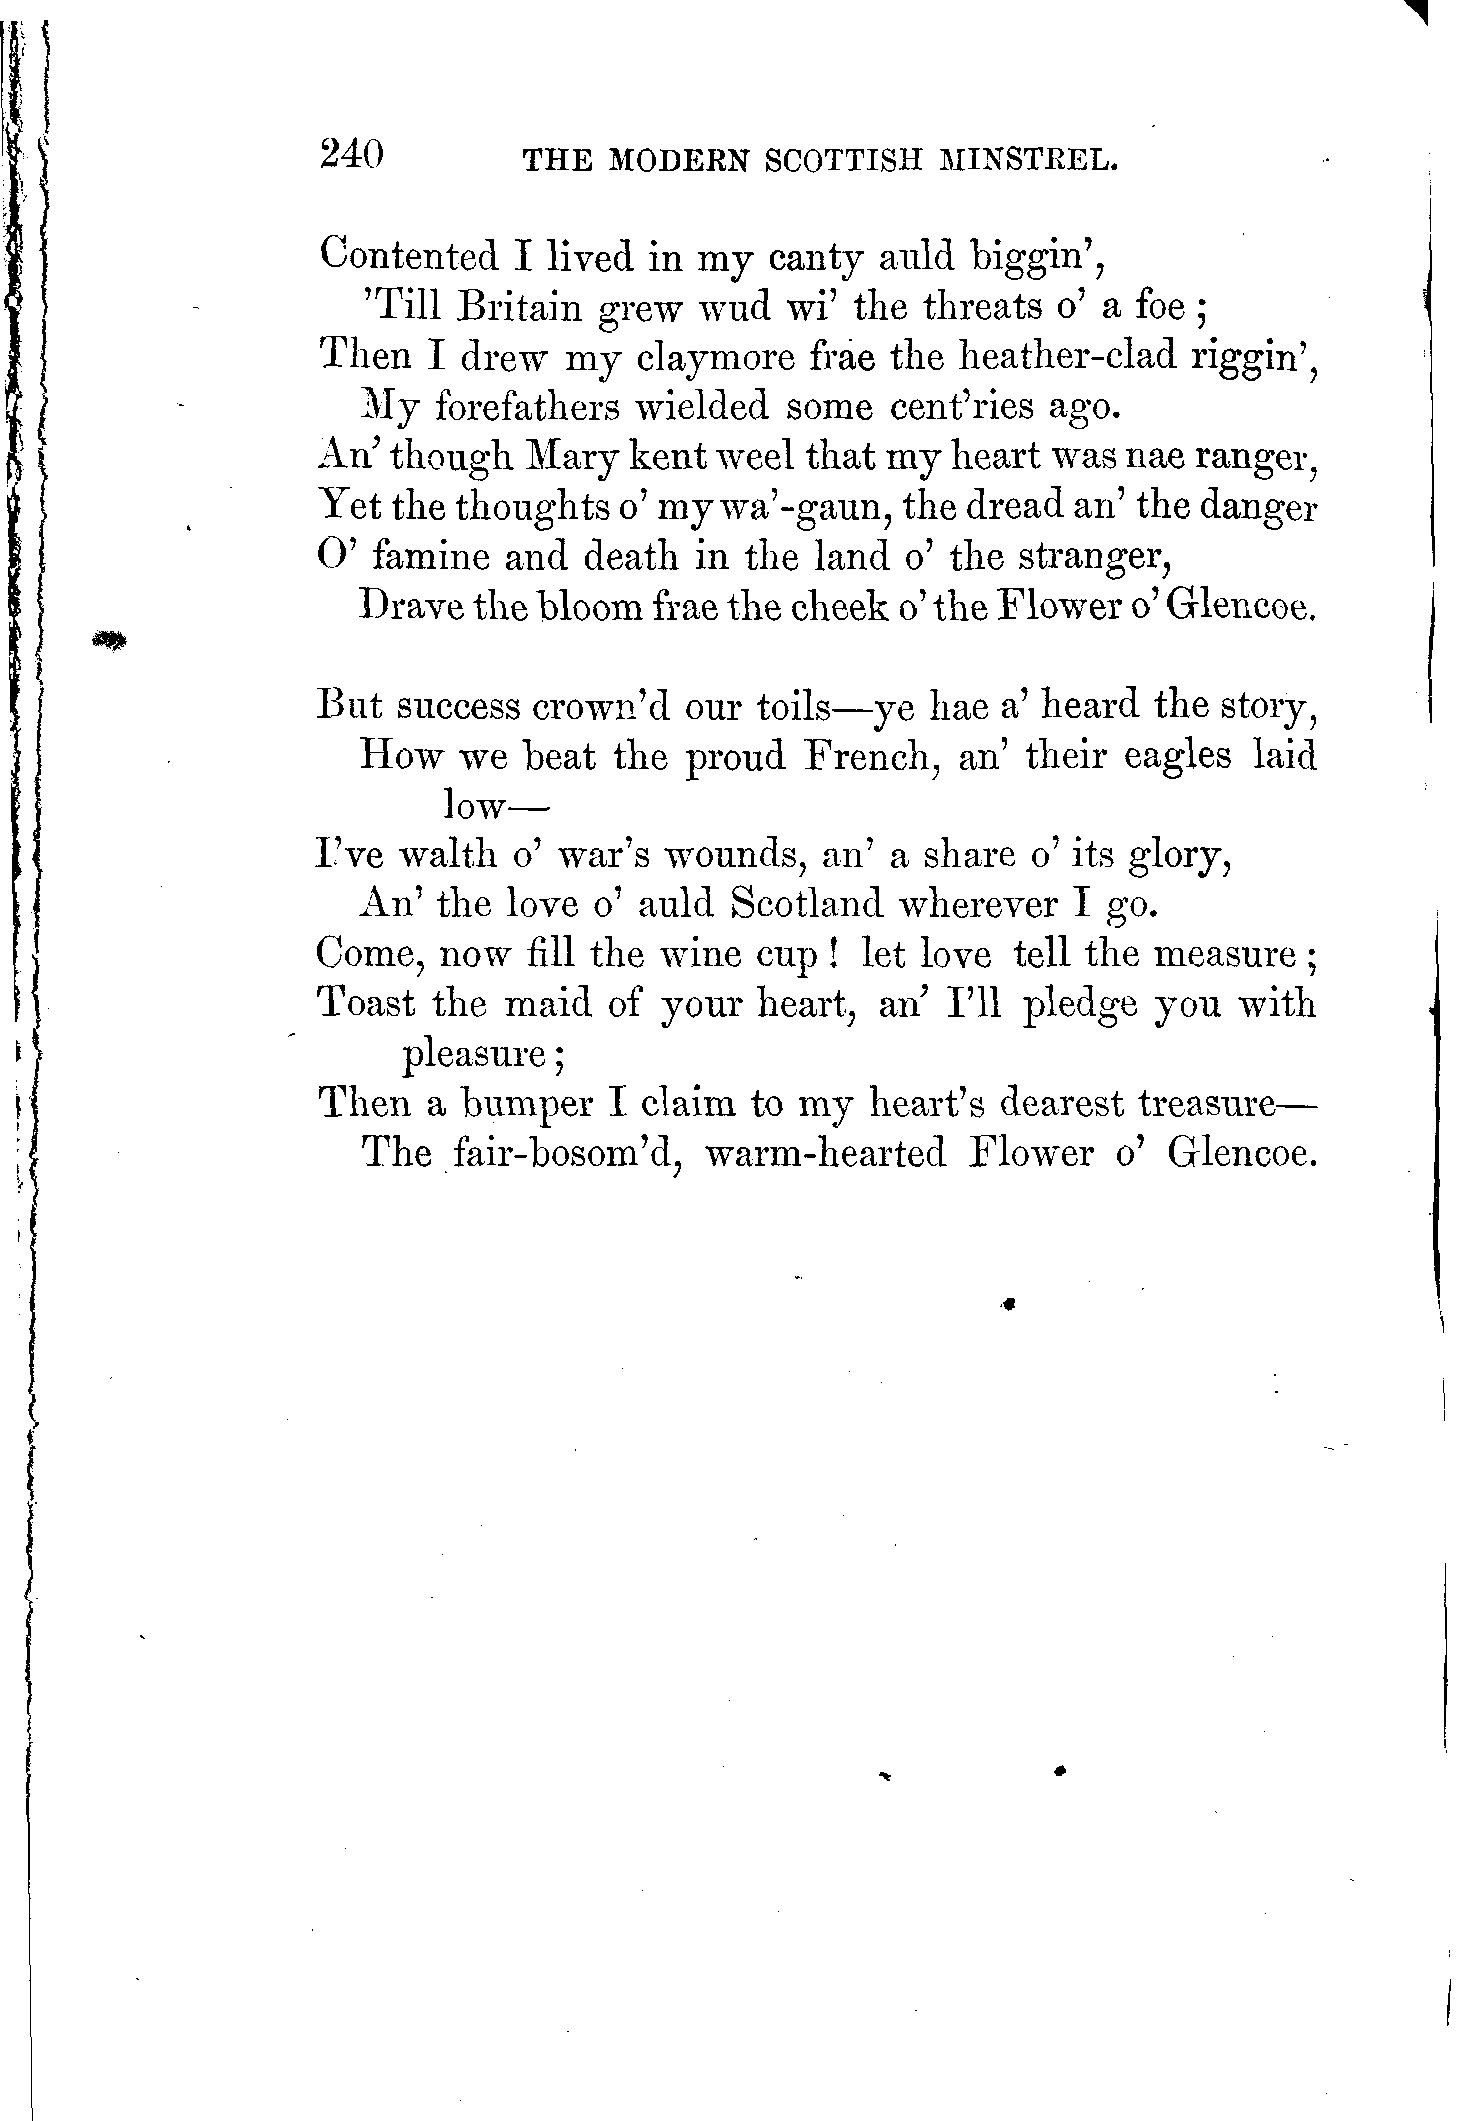 240 THE MODERN SCOTTISH MINSTREL.
Contented I lived in my canty auld biggin',
'Till Britain grew wud wi' the threats o' a foe;
Then I drew my claymore frae the heather-clad riggin',
My forefathers wielded some cent'ries ago.
An' though Mary kent weel that my heart was nae ranger,
Yet the thoughts o' my wa'-gaun, the dread an' the danger
O' famine and death in the land o' the stranger,
Drave the bloom frae the cheek o' the Flower o' Glencoe.
But success crown'd our toils—ye hae a' heard the story,
How we beat the proud French, an' their eagles laid
low—
I've walth o' war's wounds, an' a share o' its glory,
An' the love o' auld Scotland wherever I go.
Come, now fill the wine cup! let love tell the measure;
Toast the maid of your heart, an' I'll pledge you with
pleasure;
Then a bumper I claim to my heart's dearest treasure—
The fair-bosom'd, warm-hearted Flower o' Glencoe.